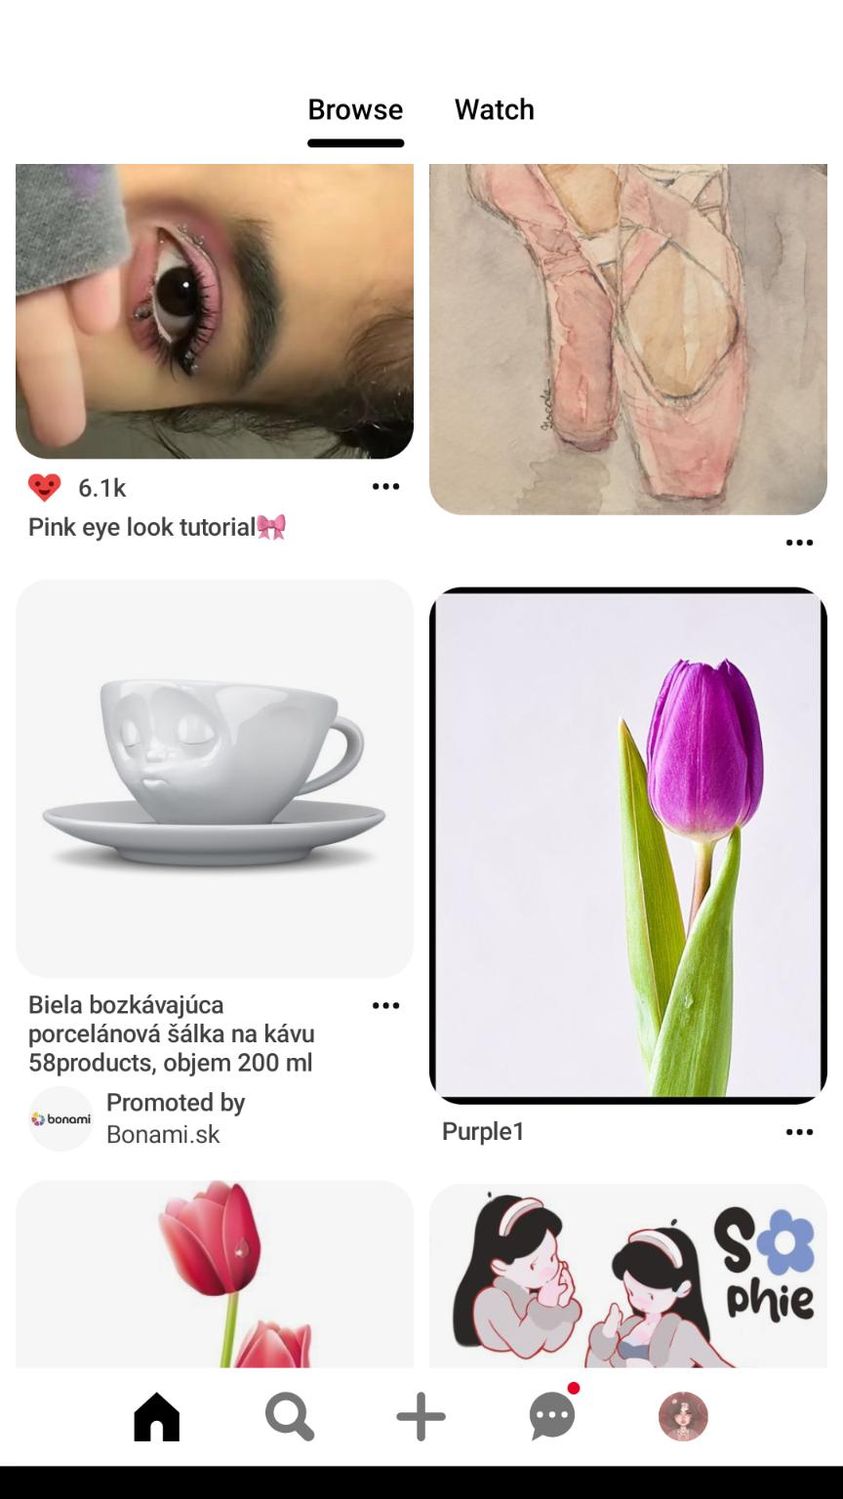 Browse
Watch
6.1k
Pink eye look tutorial🎀
Biela bozkávajúca
porcelánová šálka na kávu
58products, objem 200 ml
bonami
Promoted by
Bonami.sk
Purple1
Sophie